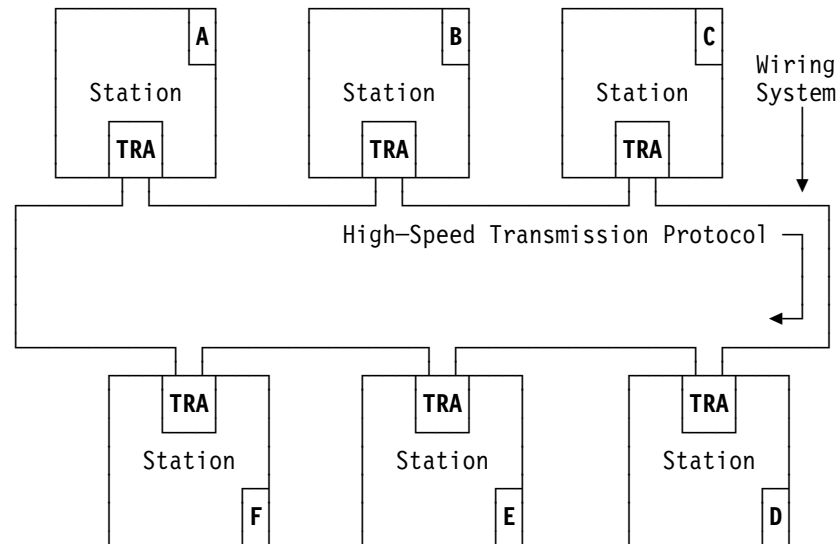 A
B
C
Station
Station
Station
Wiring
System
TRA
TRA
TRA
High-Speed Transmission Protocol
TRA
TRA
TRA
Station
Station
Station
F
E
D